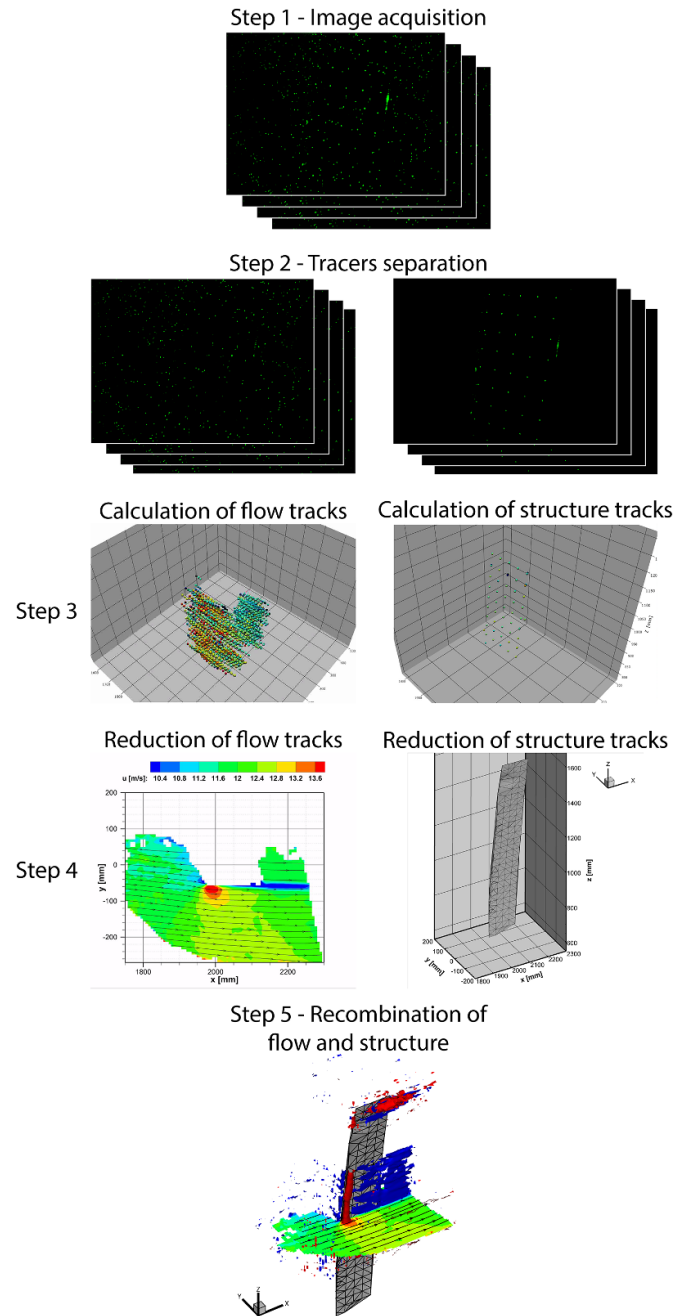 Step 1 - Image acquisition
Step 2 - Tracers separation
Calculation of flow tracks
Calculation of structure tracks
Step 3
Reduction of flow tracks
Reduction of structure tracks
Step 4
u [m/s]: 10.4 10.8 11.2 11.6 12 12.4 12.8 13.2 13.6
200
100
0
-100
-200
y [mm]
1800 2000 2200
x [mm]
Z
Y X
1600
1400
1200
1000
800
600
z [mm]
200
100
0
-100
-200
y [mm]
1800 1900 2000 2100 2200 2300
x [mm]
Step 5 - Recombination of
flow and structure
Z
Y X